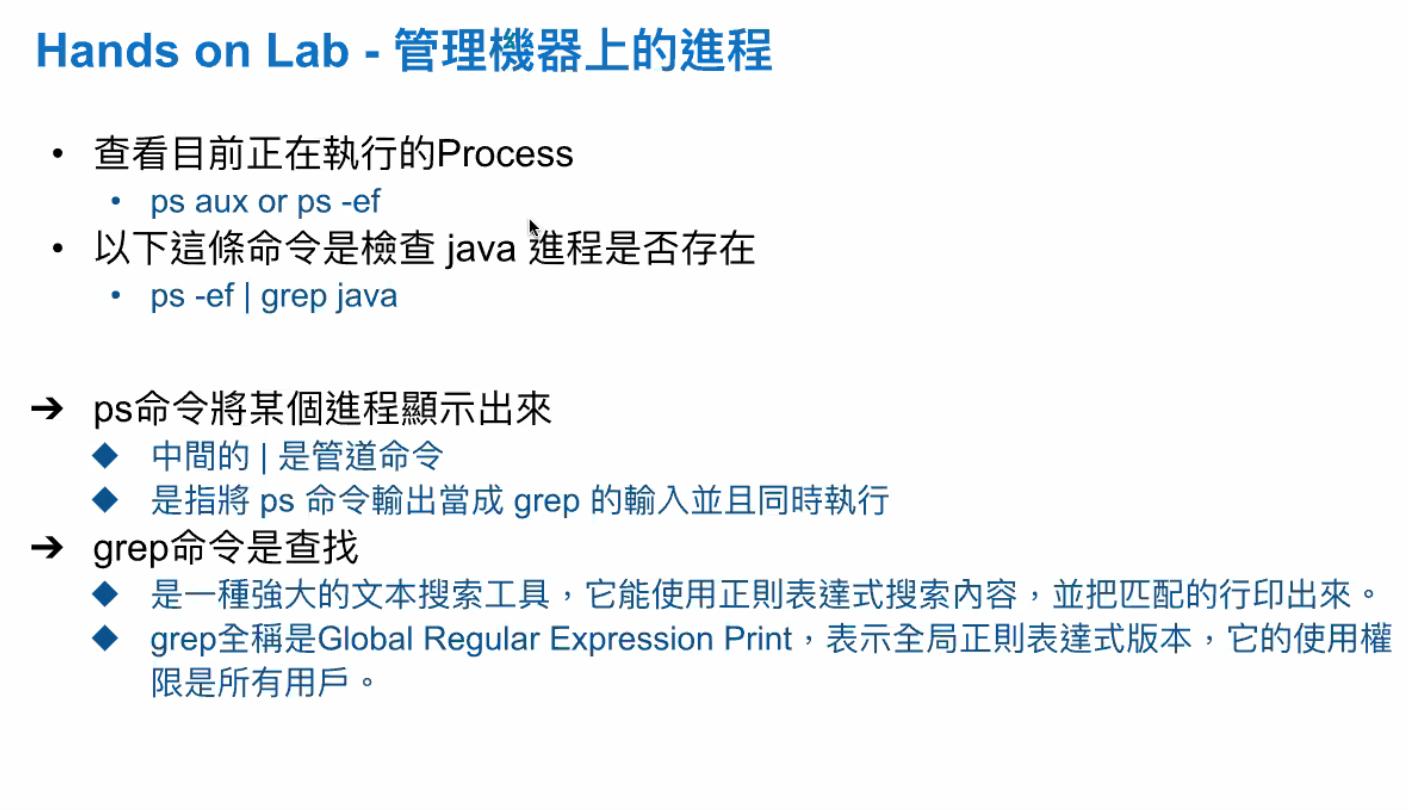 Hands on Lab - 管理機器上的進程
• 查看目前正在執行的Process
• ps aux or ps -ef
• 以下這條命令是檢查 java 進程是否存在
• ps -ef | grep java
➔ ps命令將某個進程顯示出來
◆ 中間的 | 是管道命令
◆ 是指將 ps 命令輸出當成 grep 的輸入並且同時執行
➔ grep命令是查找
◆ 是一種強大的文本搜索工具，它能使用正則表達式搜索內容，並把匹配的行印出來。
◆ grep全稱是Global Regular Expression Print，表示全局正則表達式版本，它的使用權
限是所有用戶。